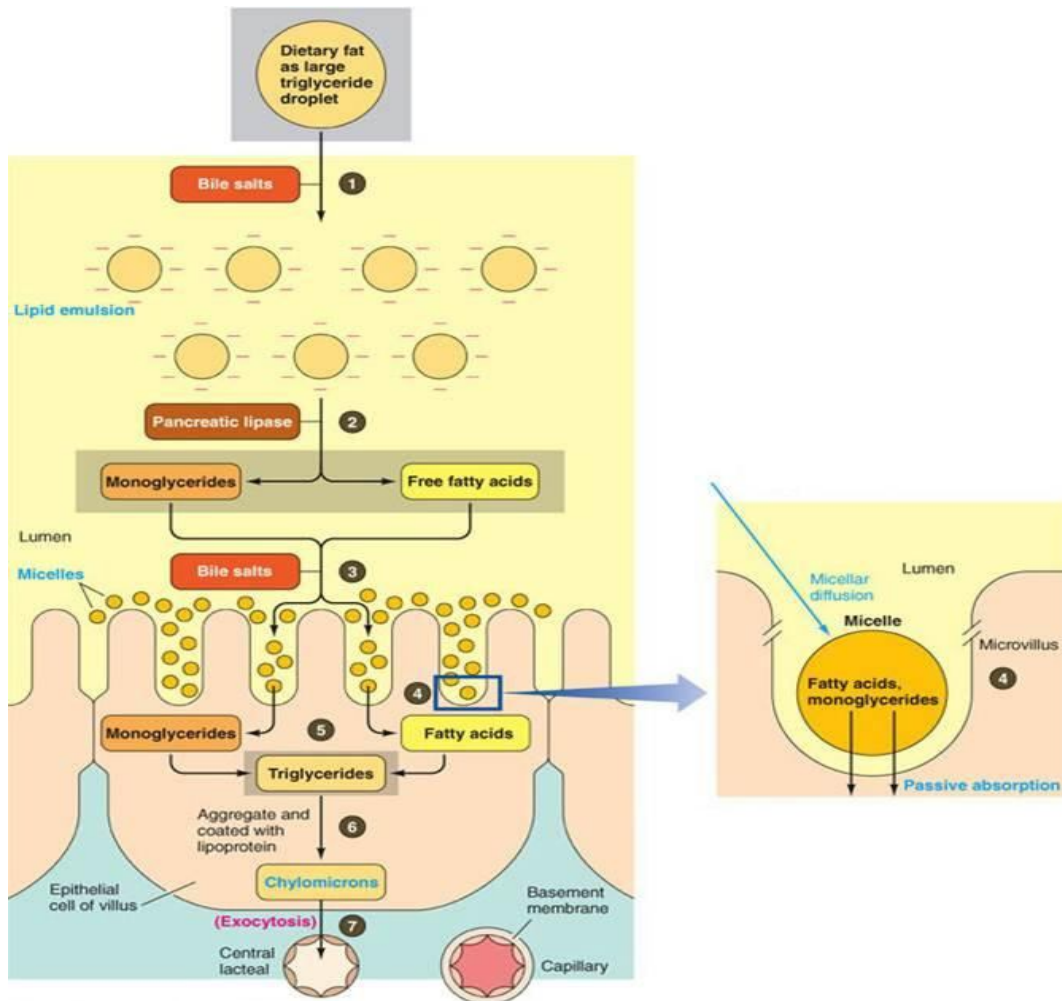 Dietary fat
as large
triglyceride
droplet
Bile salts
1
Lipid emulsion
Pancreatic lipase
2
Monoglycerides
Free fatty acids
Lumen
Bile salts
3
Micelles
4
Monoglycerides
5
Fatty acids
Triglycerides
Aggregate and
coated with
lipoprotein
6
Chylomicrons
Epithelial
cell of villus
(Exocytosis)
7
Basement
membrane
Central
lacteal
Capillary
Micellar
diffusion
Lumen
Micelle
Microvillus
4
Fatty acids,
monoglycerides
Passive absorption